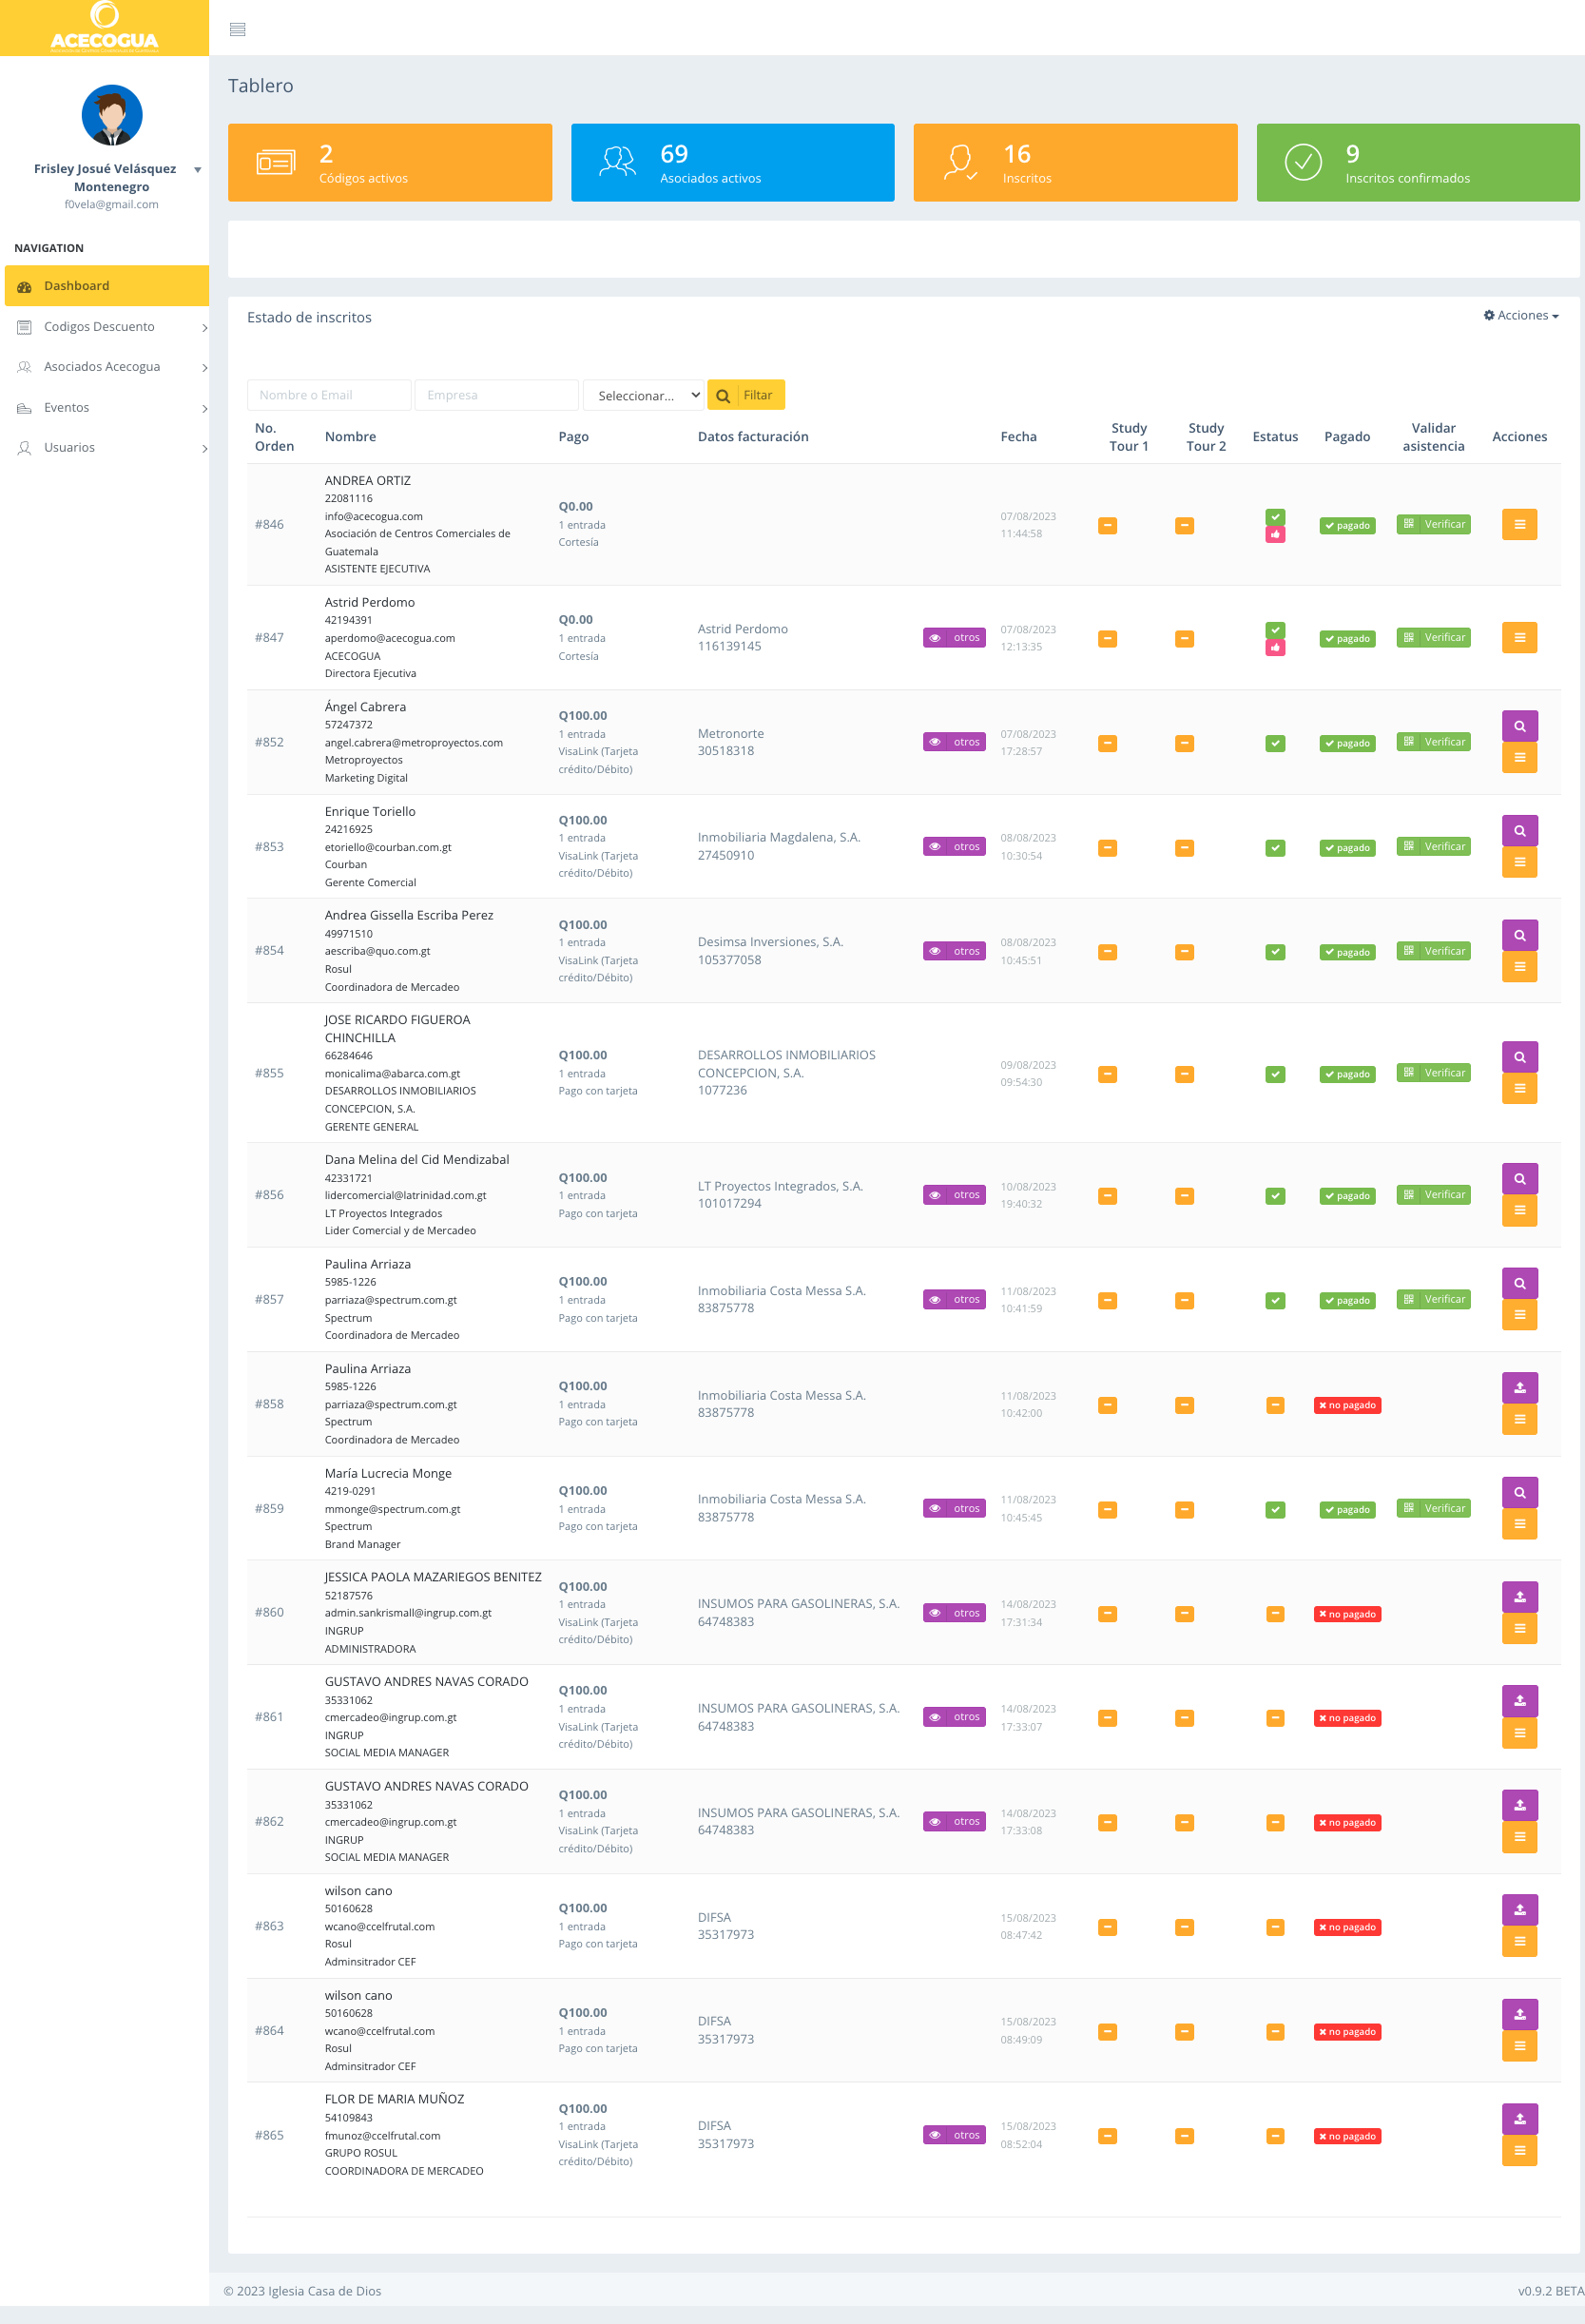 ACECOGUA
Frisley Josué Velásquez
Montenegro
f0vela@gmail.com
NAVIGATION
Dashboard
Codigos Descuento
Asociados Acecogua
Eventos
Usuarios
Tablero
2
Códigos activos
69
Asociados activos
16
Inscritos
9
Inscritos confirmados
Estado de inscritos
Acciones
Nombre o Email Empresa Seleccionar... Filtar
No. Orden Nombre Pago Datos facturación Fecha Study Tour 1 Study Tour 2 Estatus Pagado Validar asistencia Acciones
#846
ANDREA ORTIZ
22081116
info@acecogua.com
Asociación de Centros Comerciales de
Guatemala
ASISTENTE EJECUTIVA
Q0.00
1 entrada
Cortesía
07/08/2023
11:44:58
pagado
Verificar
#847
Astrid Perdomo
42194391
aperdomo@acecogua.com
ACECOGUA
Directora Ejecutiva
Q0.00
1 entrada
Cortesía
Astrid Perdomo
116139145
otros
07/08/2023
12:13:35
pagado
Verificar
#852
Ángel Cabrera
57247372
angel.cabrera@metroproyectos.com
Metroproyectos
Marketing Digital
Q100.00
1 entrada
VisaLink (Tarjeta
crédito/Débito)
Metronorte
30518318
otros
07/08/2023
17:28:57
pagado
Verificar
#853
Enrique Toriello
24216925
etoriello@courban.com.gt
Courban
Gerente Comercial
Q100.00
1 entrada
VisaLink (Tarjeta
crédito/Débito)
Inmobiliaria Magdalena, S.A.
27450910
otros
08/08/2023
10:30:54
pagado
Verificar
#854
Andrea Gissella Escriba Perez
49971510
aescriba@quo.com.gt
Rosul
Coordinadora de Mercadeo
Q100.00
1 entrada
VisaLink (Tarjeta
crédito/Débito)
Desimsa Inversiones, S.A.
105377058
otros
08/08/2023
10:45:51
pagado
Verificar
#855
JOSE RICARDO FIGUEROA
CHINCHILLA
66284646
monicalima@abarca.com.gt
DESARROLLOS INMOBILIARIOS
CONCEPCION, S.A.
GERENTE GENERAL
Q100.00
1 entrada
Pago con tarjeta
DESARROLLOS INMOBILIARIOS
CONCEPCION, S.A.
1077236
09/08/2023
09:54:30
pagado
Verificar
#856
Dana Melina del Cid Mendizabal
42331721
lidercomercial@latrinidad.com.gt
LT Proyectos Integrados
Lider Comercial y de Mercadeo
Q100.00
1 entrada
Pago con tarjeta
LT Proyectos Integrados, S.A.
101017294
otros
10/08/2023
19:40:32
pagado
Verificar
#857
Paulina Arriaza
5985-1226
parriaza@spectrum.com.gt
Spectrum
Coordinadora de Mercadeo
Q100.00
1 entrada
Pago con tarjeta
Inmobiliaria Costa Messa S.A.
83875778
otros
11/08/2023
10:41:59
pagado
Verificar
#858
Paulina Arriaza
5985-1226
parriaza@spectrum.com.gt
Spectrum
Coordinadora de Mercadeo
Q100.00
1 entrada
Pago con tarjeta
Inmobiliaria Costa Messa S.A.
83875778
11/08/2023
10:42:00
no pagado
#859
María Lucrecia Monge
4219-0291
mmonge@spectrum.com.gt
Spectrum
Brand Manager
Q100.00
1 entrada
Pago con tarjeta
Inmobiliaria Costa Messa S.A.
83875778
otros
11/08/2023
10:45:45
pagado
Verificar
#860
JESSICA PAOLA MAZARIEGOS BENITEZ
52187576
admin.sankrismall@ingrup.com.gt
INGRUP
ADMINISTRADORA
Q100.00
1 entrada
VisaLink (Tarjeta
crédito/Débito)
INSUMOS PARA GASOLINERAS, S.A.
64748383
otros
14/08/2023
17:31:34
no pagado
#861
GUSTAVO ANDRES NAVAS CORADO
35331062
cmercadeo@ingrup.com.gt
INGRUP
SOCIAL MEDIA MANAGER
Q100.00
1 entrada
VisaLink (Tarjeta
crédito/Débito)
INSUMOS PARA GASOLINERAS, S.A.
64748383
otros
14/08/2023
17:33:07
no pagado
#862
GUSTAVO ANDRES NAVAS CORADO
35331062
cmercadeo@ingrup.com.gt
INGRUP
SOCIAL MEDIA MANAGER
Q100.00
1 entrada
VisaLink (Tarjeta
crédito/Débito)
INSUMOS PARA GASOLINERAS, S.A.
64748383
otros
14/08/2023
17:33:08
no pagado
#863
wilson cano
50160628
wcano@ccelfrutal.com
Rosul
Adminsitrador CEF
Q100.00
1 entrada
Pago con tarjeta
DIFSA
35317973
15/08/2023
08:47:42
no pagado
#864
wilson cano
50160628
wcano@ccelfrutal.com
Rosul
Adminsitrador CEF
Q100.00
1 entrada
Pago con tarjeta
DIFSA
35317973
15/08/2023
08:49:09
no pagado
#865
FLOR DE MARIA MUÑOZ
54109843
fmunoz@ccelfrutal.com
GRUPO ROSUL
COORDINADORA DE MERCADEO
Q100.00
1 entrada
VisaLink (Tarjeta
crédito/Débito)
DIFSA
35317973
otros
15/08/2023
08:52:04
no pagado
© 2023 Iglesia Casa de Dios
v0.9.2 BETA